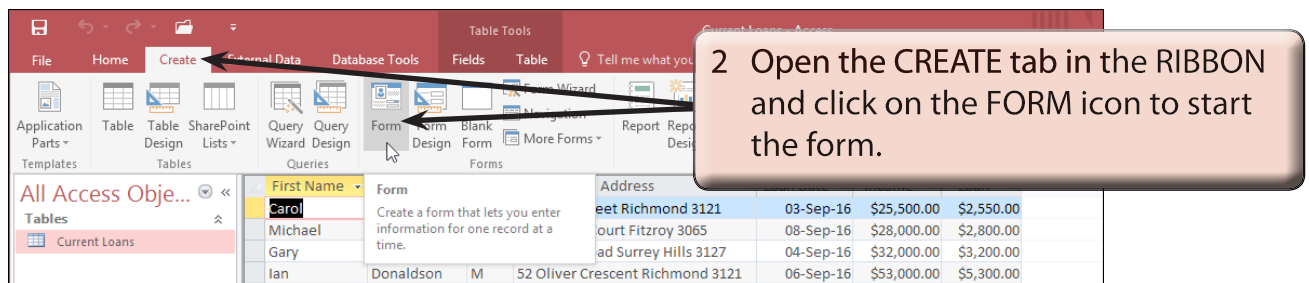 Table Tools
Current Loans - Access
File Home Create External Data Database Tools Fields Table Tell me what you
2 Open the CREATE tab in the RIBBON
and click on the FORM icon to start
the form.
Application Parts Table Table Design SharePoint Lists Query Wizard Query Design Form Form Design Blank Form Form Wizard Navigation More Forms Report
Templates Tables Queries Forms
All Access Obje...
Tables
Current Loans
First Name Address
Carol eet Richmond 3121 03-Sep-16 $25,500.00 $2,550.00
Michael ourt Fitzroy 3065 08-Sep-16 $28,000.00 $2,800.00
Gary ad Surrey Hills 3127 04-Sep-16 $32,000.00 $3,200.00
Ian Donaldson M 52 Oliver Crescent Richmond 3121 06-Sep-16 $53,000.00 $5,300.00
Form
Create a form that lets you enter
information for one record at a
time.